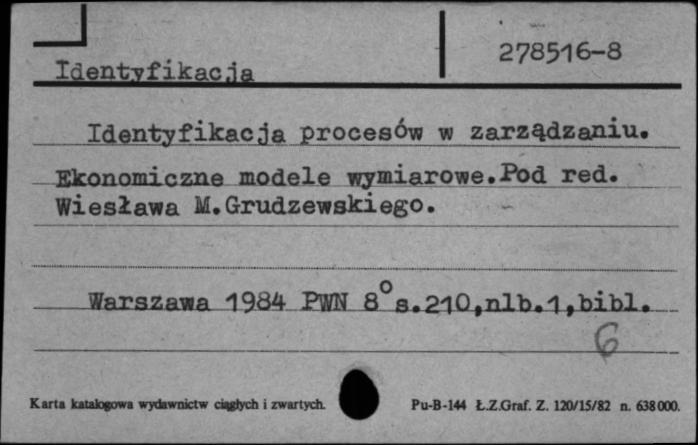 278516-8
Identyfikacja
Identyfikacja procesów w zarządzaniu.
Ekonomiczne modele wymiarowe.Pod red.
Wiesława M.Grudzewskiego.
Warszawa 1984 PWN 8° s.210,nlb.1,bibl.
6
Karta katalogowa wydawnictw ciągłych i zwartych. Pu-B-144 Ł.Z.Graf. Z. 120/15/82 n. 638000.